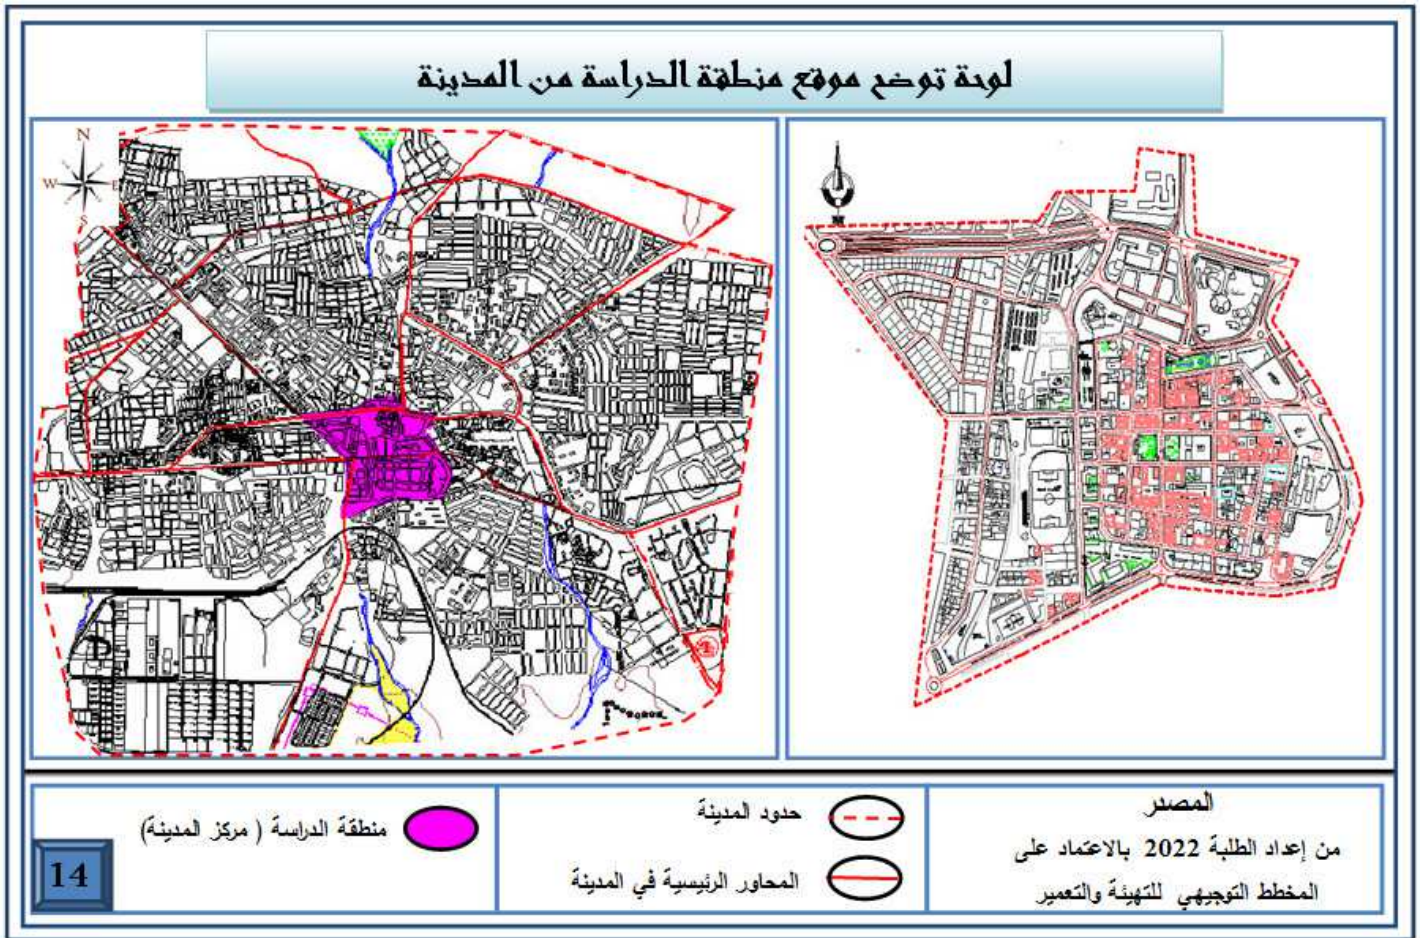 لوحة توضح موقع منطقة الدراسة من المدينة
N
W
E
S
المصدر
من إعداد الطلبة 2022 بالاعتماد على
المخطط التوجيهي للتهيئة والتعمير
حدود المدينة
المحاور الرئيسية في المدينة
منطقة الدراسة ( مركز المدينة)
14